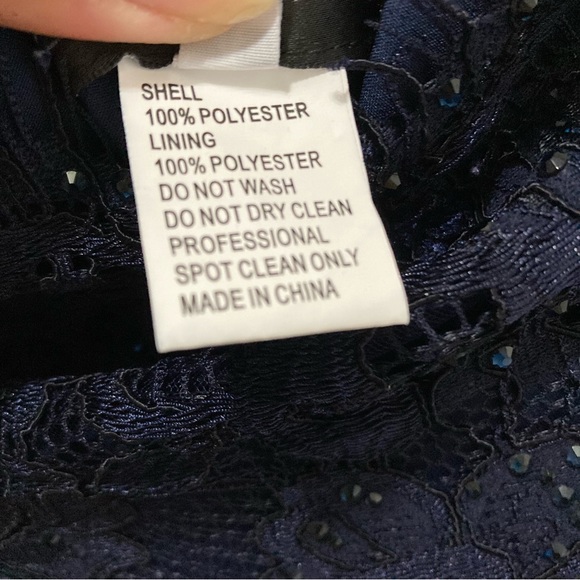 SHELL
100% POLYESTER
LINING
100% POLYESTER
DO NOT WASH
DO NOT DRY CLEAN
PROFESSIONAL
SPOT CLEAN ONLY
MADE IN CHINA